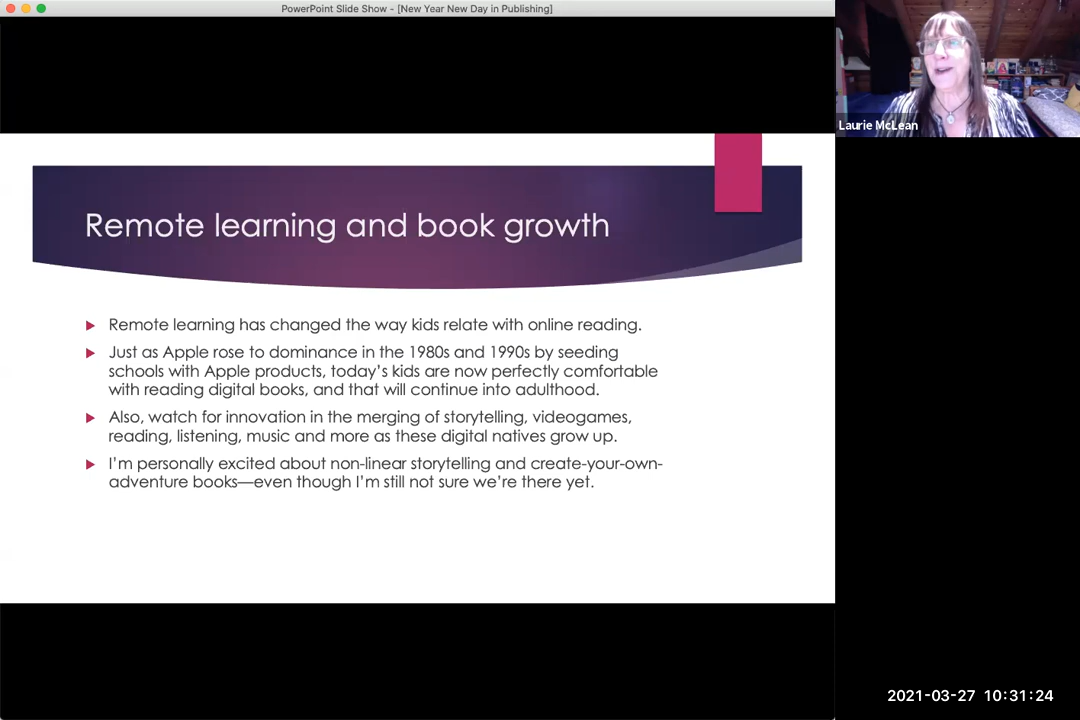 PowerPoint Slide Show - [New Year New Day in Publishing]
Laurie McLean
Remote learning and book growth
Remote learning has changed the way kids relate with online reading.
Just as Apple rose to dominance in the 1980s and 1990s by seeding
schools with Apple products, today’s kids are now perfectly comfortable
with reading digital books, and that will continue into adulthood.
Also, watch for innovation in the merging of storytelling, videogames,
reading, listening, music and more as these digital natives grow up.
I’m personally excited about non-linear storytelling and create-your-own-
adventure books—even though I’m still not sure we’re there yet.
2021-03-27 10:31:24